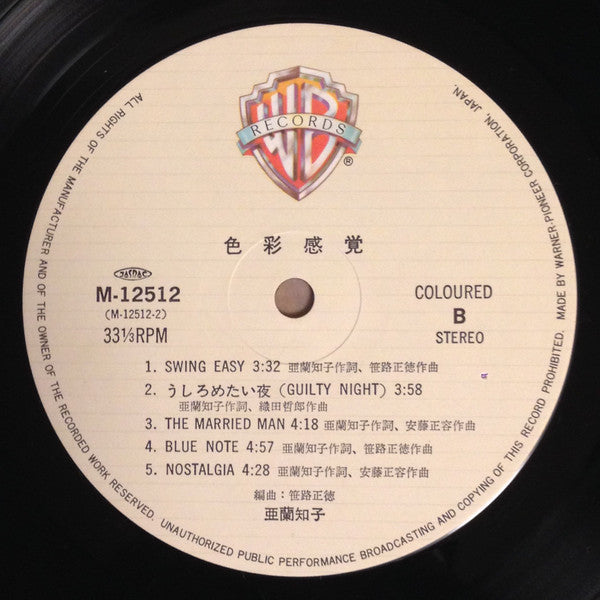 WB
RECORDS
®
色彩感覚
JASRAC
M-12512
(M-12512-2)
33⅓RPM
COLOURED
B
STEREO
1. SWING EASY 3:32 亜蘭知子作詞、笹路正徳作曲
2. うしろめたい夜 (GUILTY NIGHT) 3:58
亜蘭知子作詞、織田哲郎作曲
3. THE MARRIED MAN 4:18 亜蘭知子作詞、安藤正容作曲
4. BLUE NOTE 4:57 亜蘭知子作詞、笹路正徳作曲
5. NOSTALGIA 4:28 亜蘭知子作詞、安藤正容作曲
編曲：笹路正徳
亜蘭知子
ALL RIGHTS OF THE MANUFACTURER AND OF THE OWNER OF THE RECORDED WORK RESERVED. UNAUTHORIZED PUBLIC PERFORMANCE BROADCASTING AND COPYING OF THIS RECORD PROHIBITED. MADE BY WARNER-PIONEER CORPORATION, JAPAN.